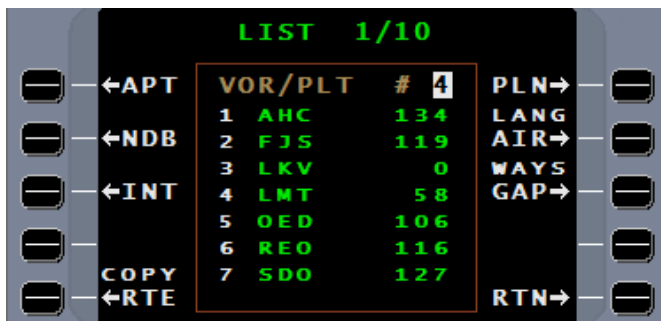 LIST 1/10
←APT VOR/PLT # 4 PLN→
1 AHC 134 LANG
←NDB 2 FJS 119 AIR→
3 LKV 0 WAYS
←INT 4 LMT 58 GAP→
5 OED 106
6 REO 116
COPY 7 SDO 127
←RTE RTN→